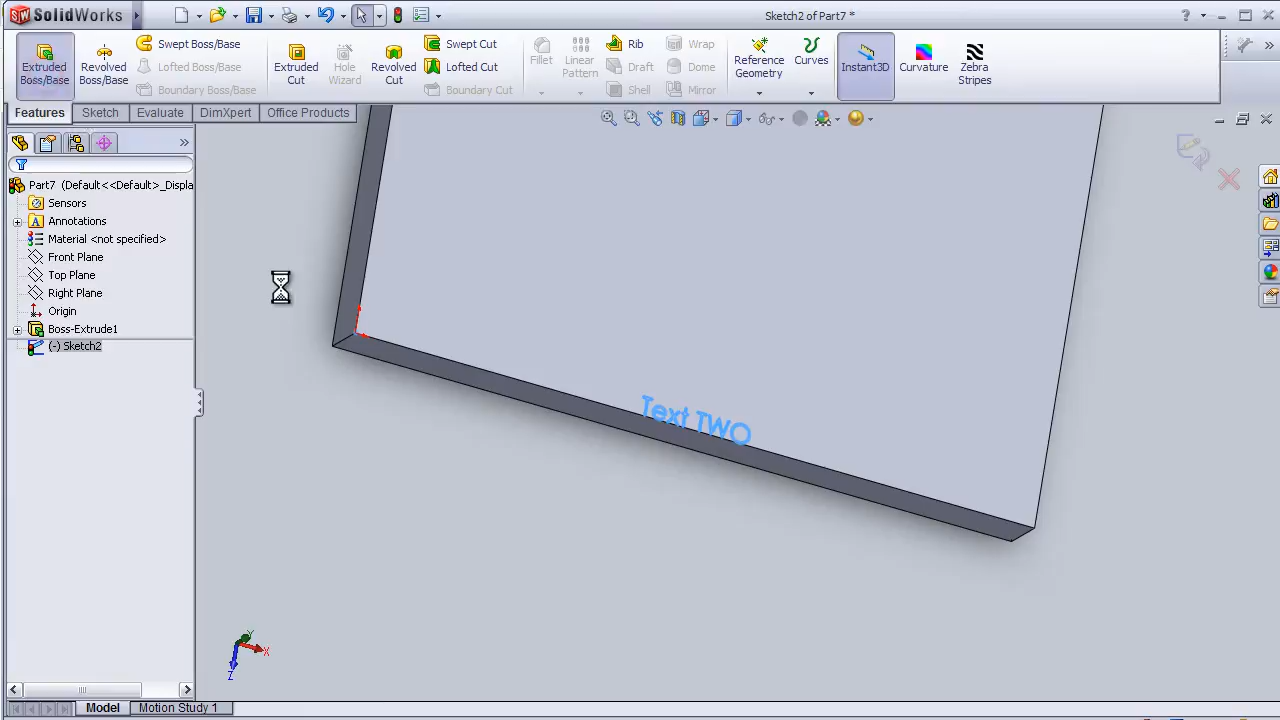 SolidWorks
Sketch2 of Part7 *
Extruded Boss/Base
Revolved Boss/Base
Swept Boss/Base
Lofted Boss/Base
Boundary Boss/Base
Extruded Cut
Hole Wizard
Revolved Cut
Swept Cut
Lofted Cut
Boundary Cut
Fillet
Linear Pattern
Rib
Draft
Shell
Wrap
Dome
Mirror
Reference Geometry
Curves
Instant3D
Curvature
Zebra Stripes
Features
Sketch
Evaluate
DimXpert
Office Products
Part7 (Default<<Default>_Displa
Sensors
Annotations
Material <not specified>
Front Plane
Top Plane
Right Plane
Origin
Boss-Extrude1
(-) Sketch2
Text TWO
Y
X
Z
Model
Motion Study 1